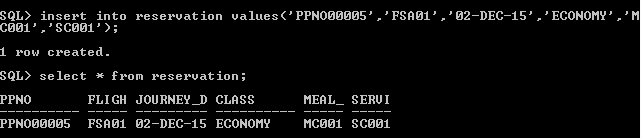 SQL> insert into reservation values('PPNO00005','FSA01','02-DEC-15','ECONOMY','M
C001','SC001');
1 row created.
SQL> select * from reservation;
PPNO FLIGH JOURNEY_D CLASS MEAL_ SERVI
---------- ----- --------- ---------- ----- -----
PPNO00005 FSA01 02-DEC-15 ECONOMY MC001 SC001